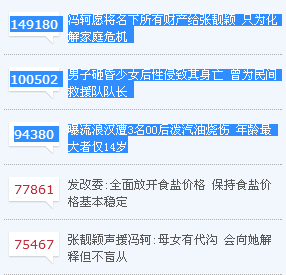 149180
冯轲愿将名下所有财产给张靓颖 只为化
解家庭危机
100502
男子砸昏少女后性侵致其身亡 曾为民间
救援队队长
94380
曝流浪汉遭3名00后泼汽油烧伤 年龄最
大者仅14岁
77861
发改委:全面放开食盐价格 保持食盐价
格基本稳定
75467
张靓颖声援冯轲:母女有代沟 会向她解
释但不盲从